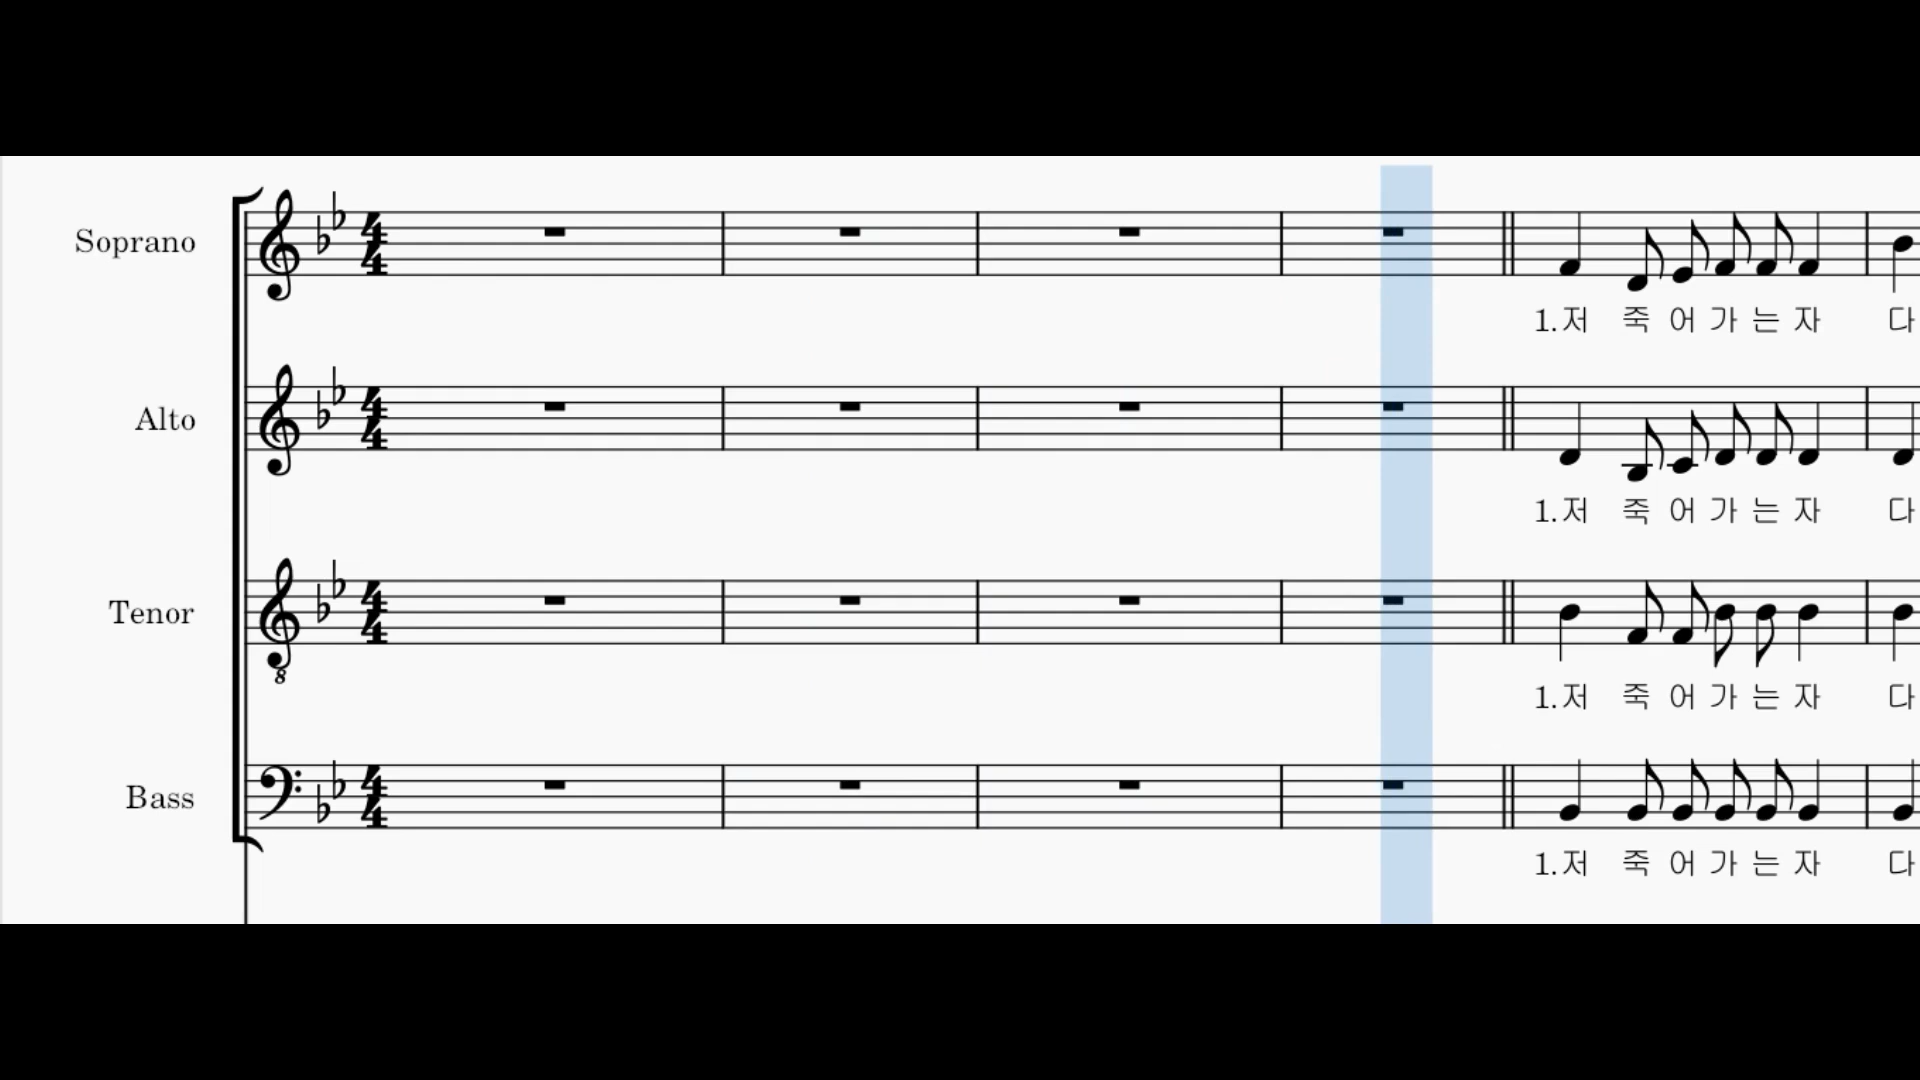 Soprano
1.저 죽 어 가 는 자 다
Alto
1.저 죽 어 가 는 자 다
Tenor
8
1.저 죽 어 가 는 자 다
Bass
1.저 죽 어 가 는 자 다